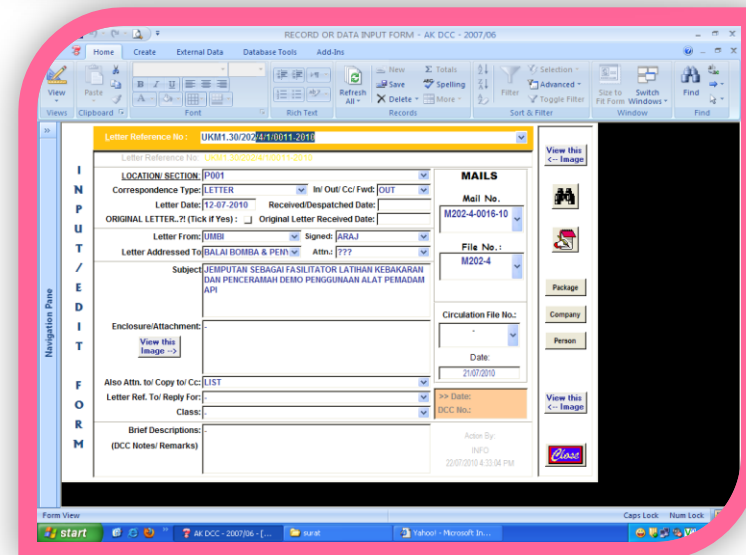 RECORD OR DATA INPUT FORM - AK DCC - 2007/06
Home Create External Data Database Tools Add-Ins
View Paste B I U Refresh All New Save Delete Totals Spelling More Filter Selection Advanced Toggle Filter Size to Fit Form Switch Windows Find
Views Clipboard Font Rich Text Records Sort & Filter Window Find
Letter Reference No : UKM1.30/202/4/1/0011-2010
Letter Reference No: UKM1.30/202/4/1/0011-2010
LOCATION/ SECTION: P001
Correspondence Type: LETTER In/ Out/ Cc/ Fwd: OUT
Letter Date: 12-07-2010 Received/Despatched Date:
ORIGINAL LETTER..?! (Tick if Yes) : Original Letter Received Date:
Letter From: UMBI Signed: ARAJ
Letter Addressed To BALAI BOMBA & Attn.: ???
Subject JEMPUTAN SEBAGAI FASILITATOR LATIHAN KEBAKARAN
DAN PENCERAMAH DEMO PENGGUNAAN ALAT PEMADAM
API
Enclosure/Attachment: -
View this
Image -->
Also Attn. to/ Copy to/ Cc: LIST
Letter Ref. To/ Reply For: -
Class: -
Brief Descriptions: -
(DCC Notes/ Remarks)
MAILS
Mail No.
M202-4-0016-10
File No.:
M202-4
Circulation File No.:
-
Date:
21/07/2010
>> Date:
DCC No.:
Action By:
INFO
22/07/2010 4:33:04 PM
View this
<-- Image
Package
Company
Person
View this
<-- Image
Close
INPUT/EDIT FORM
Navigation Pane
Form View Caps Lock Num Lock
start AK DCC - 2007/06 - [... surat Yahoo! - Microsoft In...